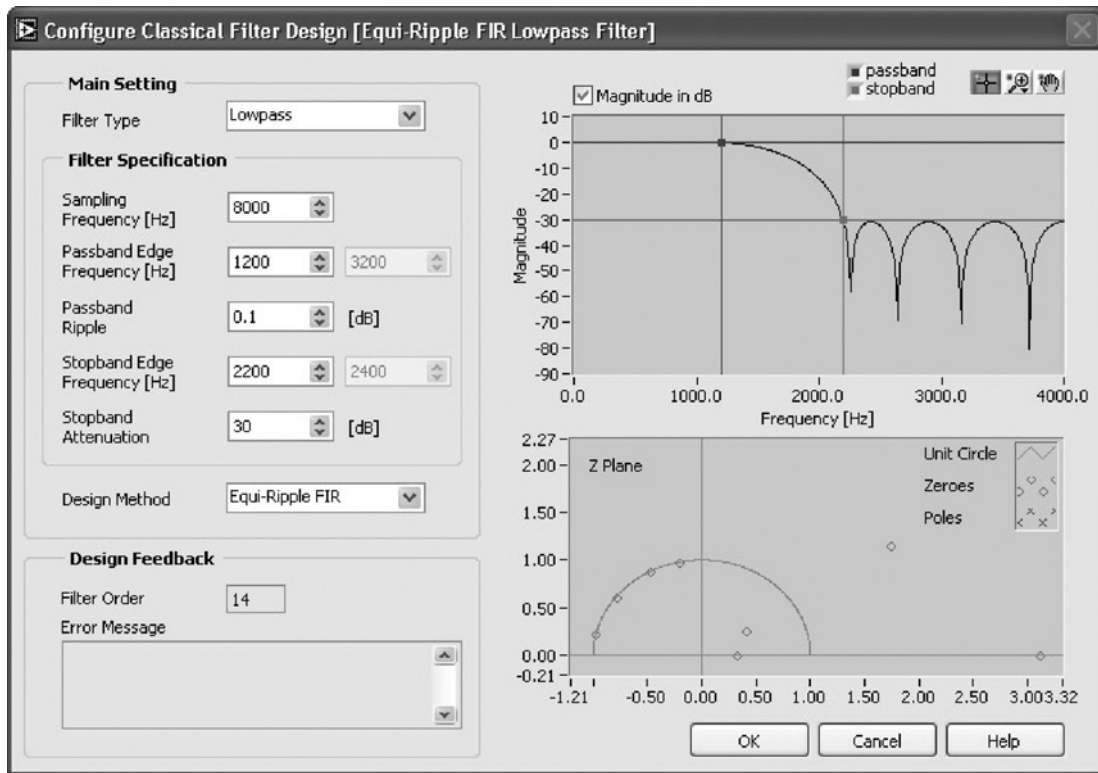 Configure Classical Filter Design [Equi-Ripple FIR Lowpass Filter]
Main Setting
Filter Type
Lowpass
Filter Specification
Sampling
Frequency [Hz]
8000
Passband Edge
Frequency [Hz]
1200
3200
Passband
Ripple
0.1
[dB]
Stopband Edge
Frequency [Hz]
2200
2400
Stopband
Attenuation
30
[dB]
Design Method
Equi-Ripple FIR
Design Feedback
Filter Order
14
Error Message
Magnitude in dB
passband
stopband
10
0
-10
-20
-30
-40
-50
-60
-70
-80
-90
Magnitude
0.0
1000.0
2000.0
3000.0
4000.0
Frequency [Hz]
2.27
2.00
1.50
1.00
0.50
0.00
-0.21
Z Plane
Unit Circle
Zeroes
Poles
-1.21
-0.50
0.00
0.50
1.00
1.50
2.00
2.50
3.00
3.32
OK
Cancel
Help